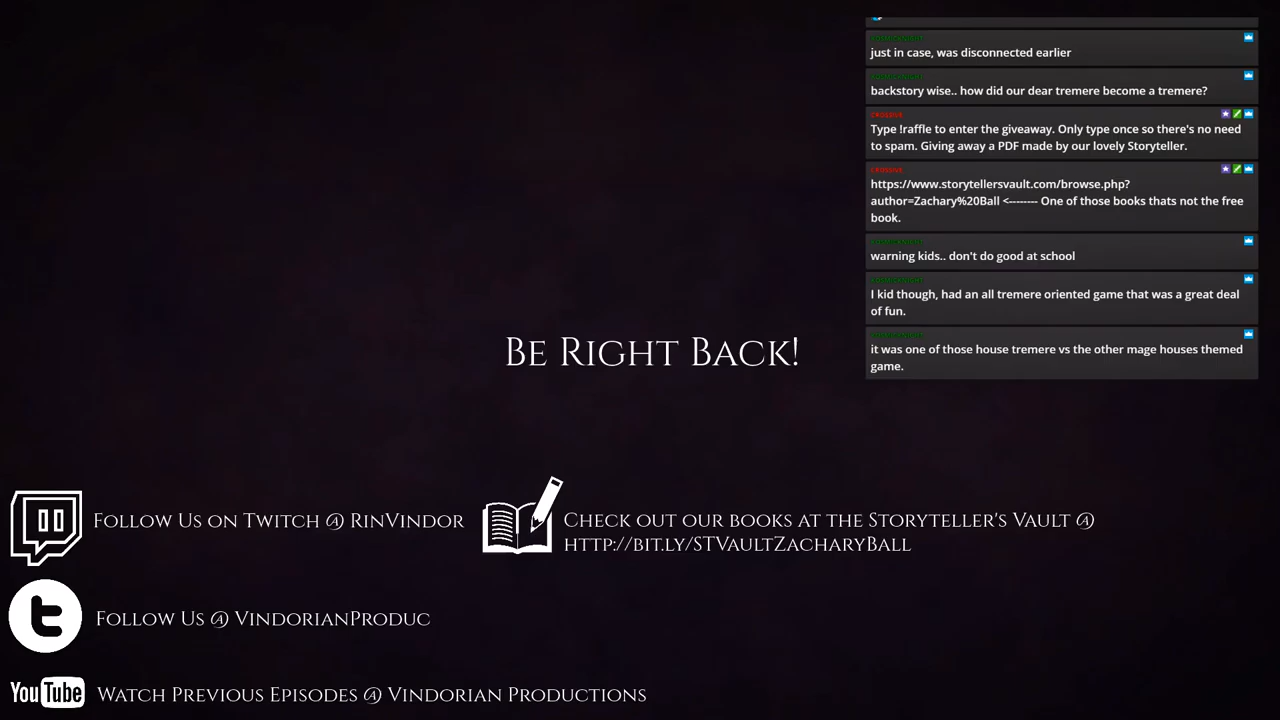 just in case, was disconnected earlier
backstory wise.. how did our dear tremere become a tremere?
Type !raffle to enter the giveaway. Only type once so there's no need
to spam. Giving away a PDF made by our lovely Storyteller.
https://www.storytellersvault.com/browse.php?
author=Zachary%20Ball <-------- One of those books thats not the free
book.
warning kids.. don't do good at school
I kid though, had an all tremere oriented game that was a great deal
of fun.
it was one of those house tremere vs the other mage houses themed
game.
Be Right Back!
Follow Us on Twitch @ RinVindor
Check out our books at the Storyteller's Vault @
http://bit.ly/STVaultZacharyBall
Follow Us @ VindorianProduc
YouTube Watch Previous Episodes @ Vindorian Productions